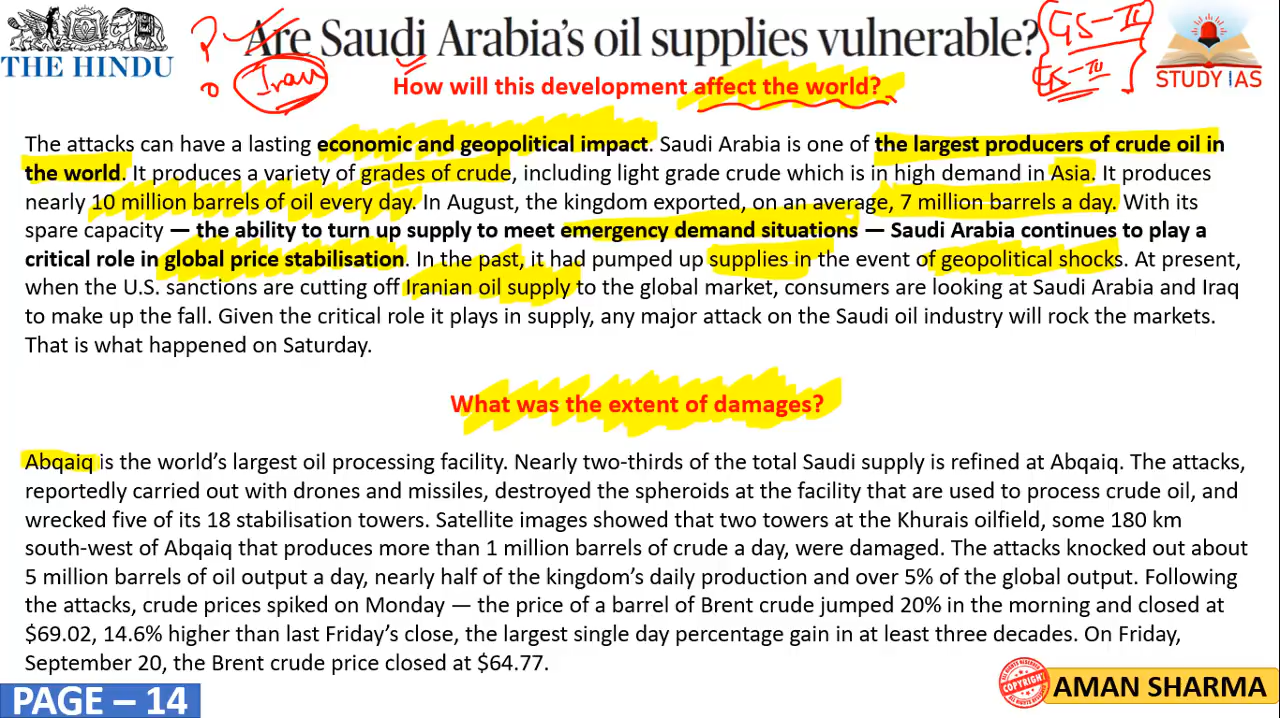 Are Saudi Arabia's oil supplies vulnerable?
THE HINDU
?
Iran
GS-II
GS-III
STUDY IAS
How will this development affect the world?
The attacks can have a lasting economic and geopolitical impact. Saudi Arabia is one of the largest producers of crude oil in
the world. It produces a variety of grades of crude, including light grade crude which is in high demand in Asia. It produces
nearly 10 million barrels of oil every day. In August, the kingdom exported, on an average, 7 million barrels a day. With its
spare capacity — the ability to turn up supply to meet emergency demand situations — Saudi Arabia continues to play a
critical role in global price stabilisation. In the past, it had pumped up supplies in the event of geopolitical shocks. At present,
when the U.S. sanctions are cutting off Iranian oil supply to the global market, consumers are looking at Saudi Arabia and Iraq
to make up the fall. Given the critical role it plays in supply, any major attack on the Saudi oil industry will rock the markets.
That is what happened on Saturday.
What was the extent of damages?
Abqaiq is the world's largest oil processing facility. Nearly two-thirds of the total Saudi supply is refined at Abqaiq. The attacks,
reportedly carried out with drones and missiles, destroyed the spheroids at the facility that are used to process crude oil, and
wrecked five of its 18 stabilisation towers. Satellite images showed that two towers at the Khurais oilfield, some 180 km
south-west of Abqaiq that produces more than 1 million barrels of crude a day, were damaged. The attacks knocked out about
5 million barrels of oil output a day, nearly half of the kingdom's daily production and over 5% of the global output. Following
the attacks, crude prices spiked on Monday — the price of a barrel of Brent crude jumped 20% in the morning and closed at
$69.02, 14.6% higher than last Friday's close, the largest single day percentage gain in at least three decades. On Friday,
September 20, the Brent crude price closed at $64.77.
PAGE – 14
COPYRIGHT
AMAN SHARMA